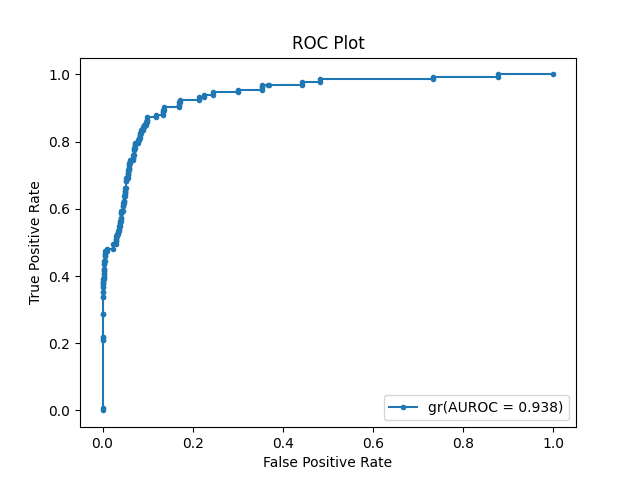 ROC Plot
True Positive Rate
1.0
0.8
0.6
0.4
0.2
0.0
gr(AUROC = 0.938)
0.0 0.2 0.4 0.6 0.8 1.0
False Positive Rate